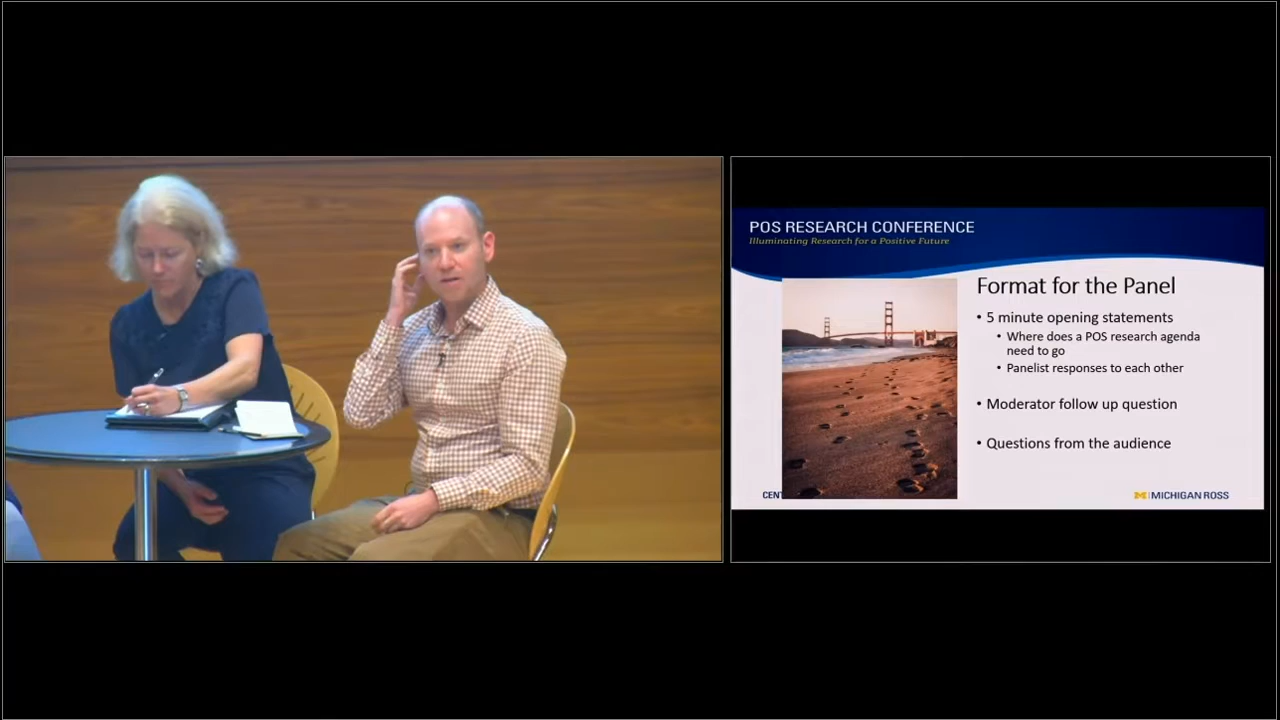 POS RESEARCH CONFERENCE
Illuminating Research for a Positive Future
Format for the Panel
• 5 minute opening statements
• Where does a POS research agenda
need to go
• Panelist responses to each other
• Moderator follow up question
• Questions from the audience
CENT
M MICHIGAN ROSS